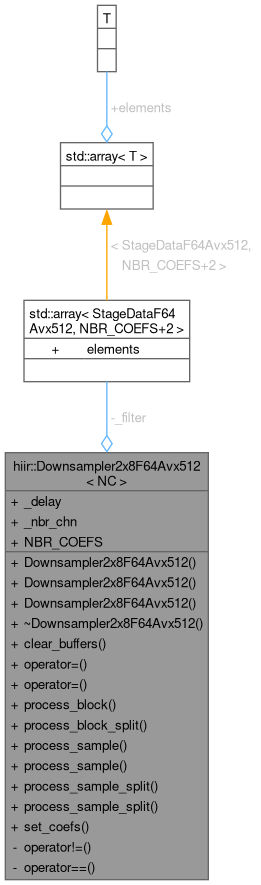 T
+elements
std::array< T >
< StageDataF64Avx512,
NBR_COEFS+2 >
std::array< StageDataF64
Avx512, NBR_COEFS+2 >
+ elements
-_filter
hiir::Downsampler2x8F64Avx512
< NC >
+ _delay
+ _nbr_chn
+ NBR_COEFS
+ Downsampler2x8F64Avx512()
+ Downsampler2x8F64Avx512()
+ Downsampler2x8F64Avx512()
+ ~Downsampler2x8F64Avx512()
+ clear_buffers()
+ operator=()
+ operator=()
+ process_block()
+ process_block_split()
+ process_sample()
+ process_sample()
+ process_sample_split()
+ process_sample_split()
+ set_coefs()
- operator!=()
- operator==()